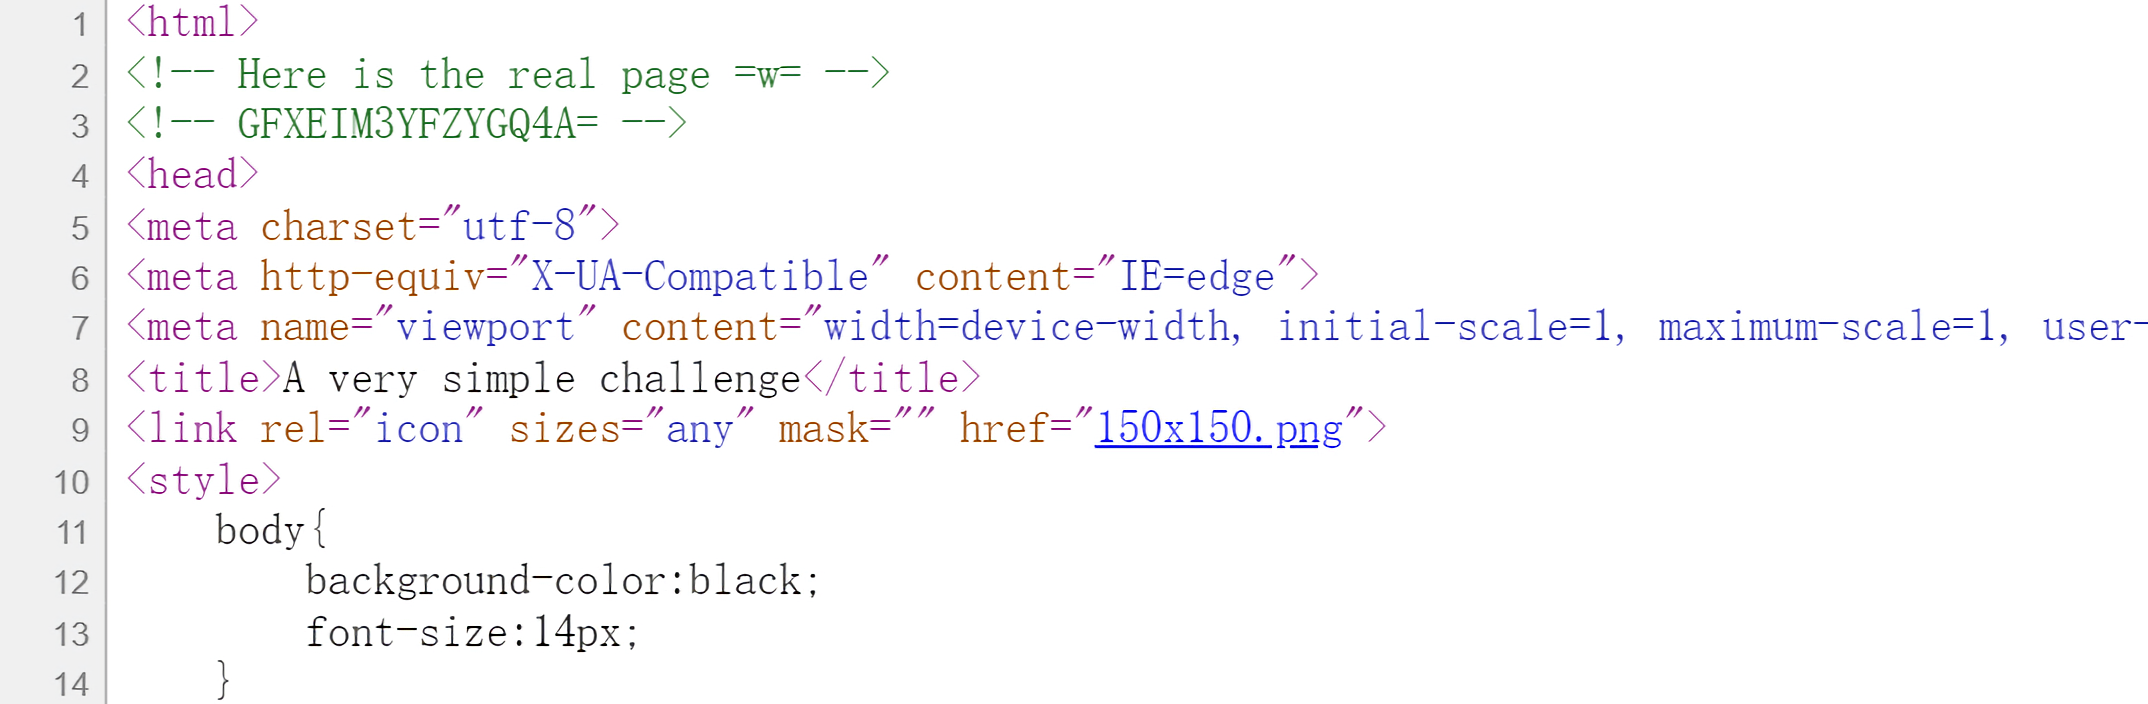 1 <html>
2 <!-- Here is the real page =w= -->
3 <!-- GFXEIM3YFZYGQ4A= -->
4 <head>
5 <meta charset="utf-8">
6 <meta http-equiv="X-UA-Compatible" content="IE=edge">
7 <meta name="viewport" content="width=device-width, initial-scale=1, maximum-scale=1, user-
8 <title>A very simple challenge</title>
9 <link rel="icon" sizes="any" mask="" href="150x150.png">
10 <style>
11 body{
12 background-color:black;
13 font-size:14px;
14 }